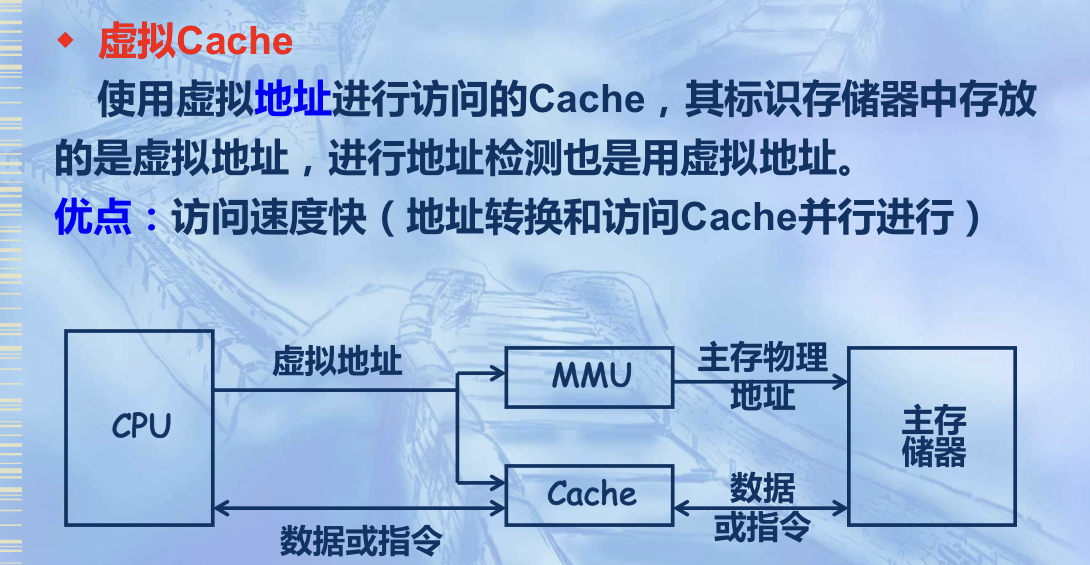 虚拟Cache
使用虚拟地址进行访问的Cache，其标识存储器中存放
的是虚拟地址，进行地址检测也是用虚拟地址。
优点：访问速度快（地址转换和访问Cache并行进行）
虚拟地址
MMU
主存物理
地址
CPU
主存
储器
Cache
数据
或指令
数据或指令